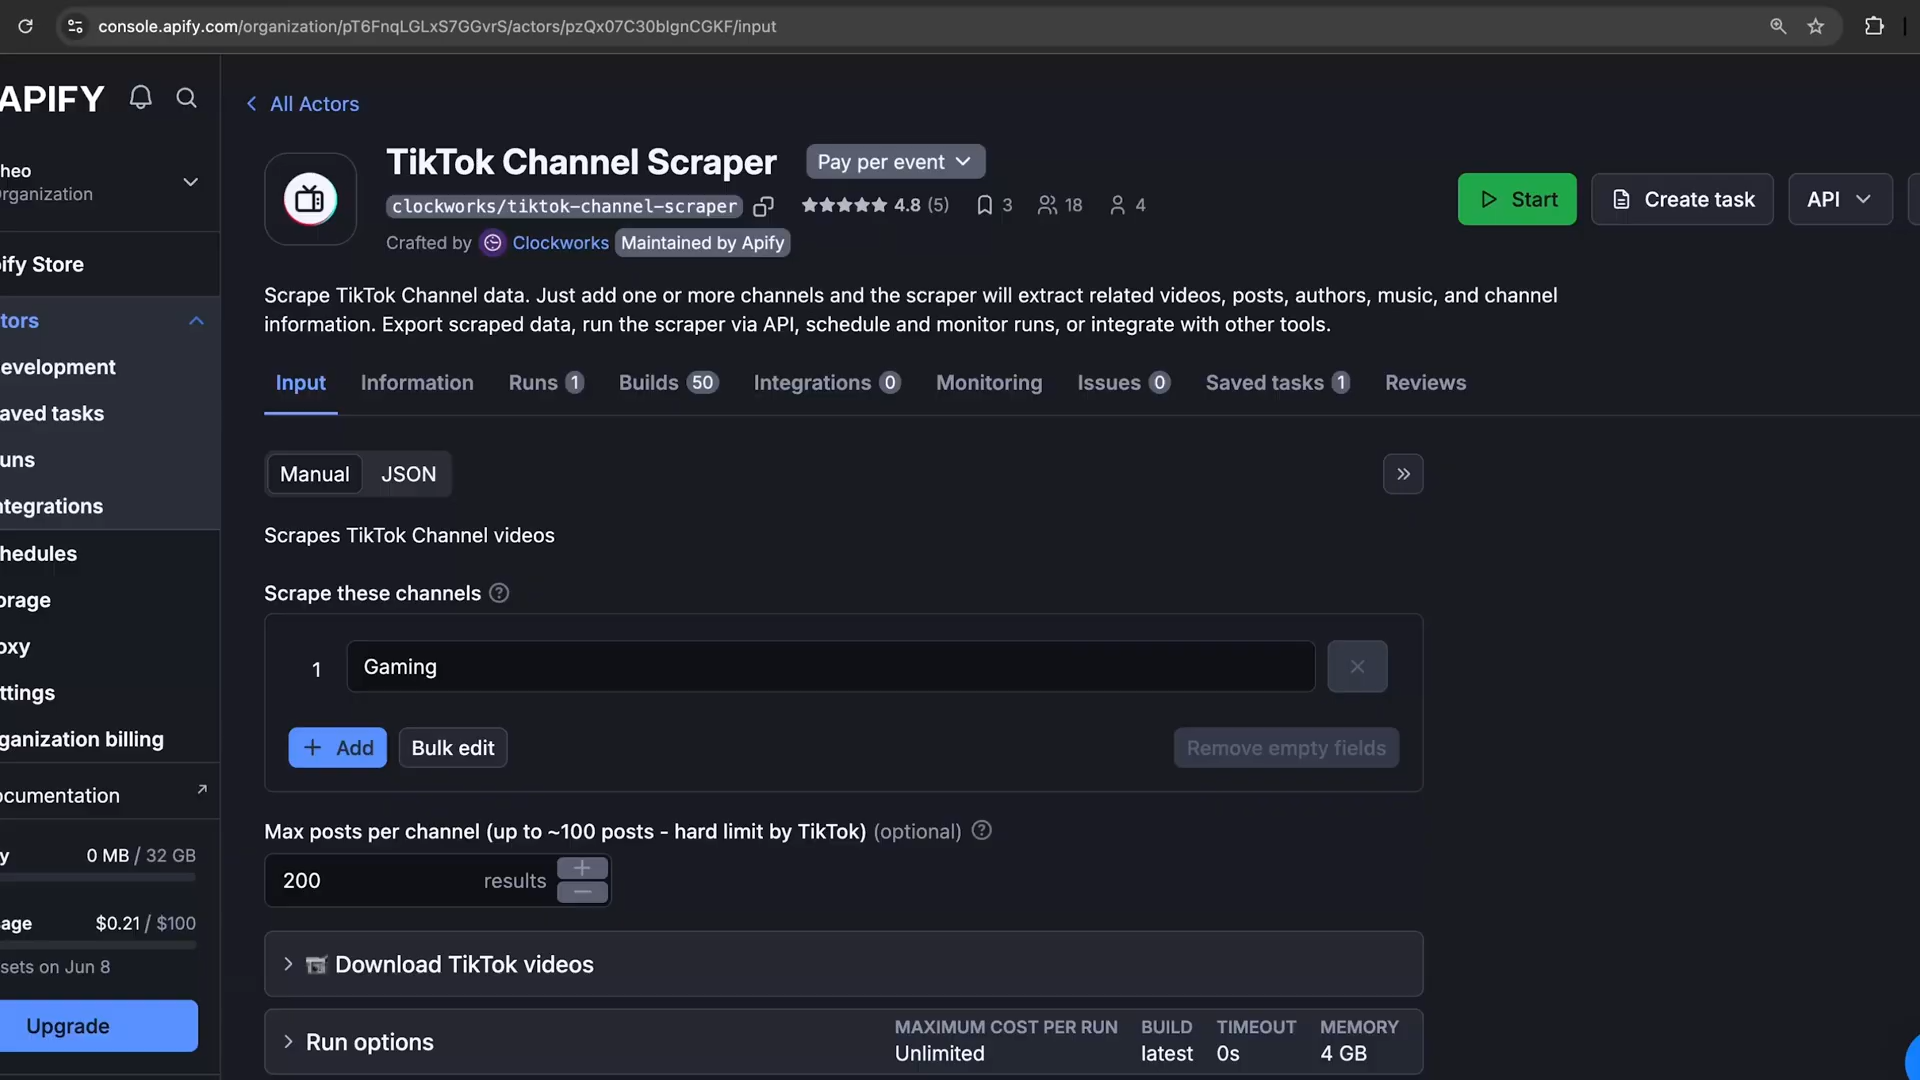 console.apify.com/organization/pT6FnqLGLxS7GGvrS/actors/pzQx07C30bIgnCGKF/input
APIFY
All Actors
heo
rganization
TikTok Channel Scraper
Pay per event
clockworks/tiktok-channel-scraper
4.8 (5)
3
18
4
Crafted by Clockworks Maintained by Apify
Start
Create task
API
Scrape TikTok Channel data. Just add one or more channels and the scraper will extract related videos, posts, authors, music, and channel
information. Export scraped data, run the scraper via API, schedule and monitor runs, or integrate with other tools.
ify Store
tors
evelopment
aved tasks
uns
ntegrations
hedules
orage
oxy
ttings
ganization billing
ocumentation
y 0 MB / 32 GB
age $0.21 / $100
sets on Jun 8
Upgrade
Input
Information
Runs 1
Builds 50
Integrations 0
Monitoring
Issues 0
Saved tasks 1
Reviews
Manual
JSON
Scrapes TikTok Channel videos
Scrape these channels
1
Gaming
+ Add
Bulk edit
Remove empty fields
Max posts per channel (up to ~100 posts - hard limit by TikTok) (optional)
200
results
Download TikTok videos
Run options
MAXIMUM COST PER RUN
Unlimited
BUILD
latest
TIMEOUT
0s
MEMORY
4 GB